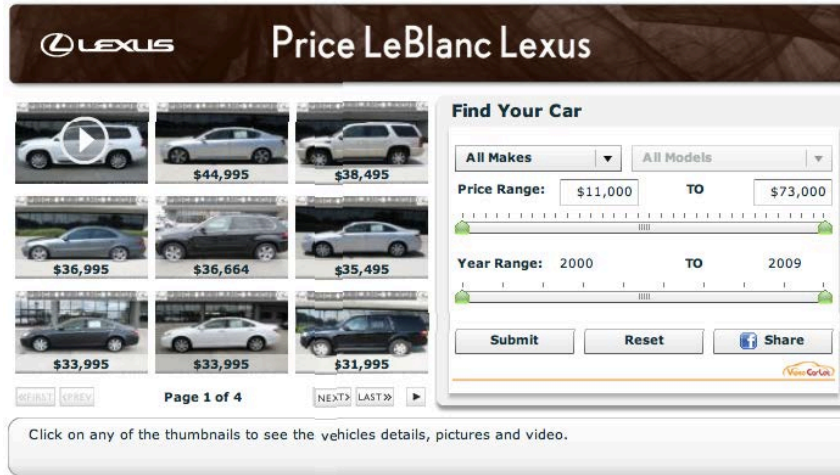 LEXUS
Price LeBlanc Lexus
$44,995
$38,495
$36,995
$36,664
$35,495
$33,995
$33,995
$31,995
«FIRST
‹PREV
Page 1 of 4
NEXT›
LAST»
Find Your Car
All Makes
All Models
Price Range: $11,000 TO $73,000
Year Range: 2000 TO 2009
Submit
Reset
f Share
Video Car Lot
Click on any of the thumbnails to see the vehicles details, pictures and video.